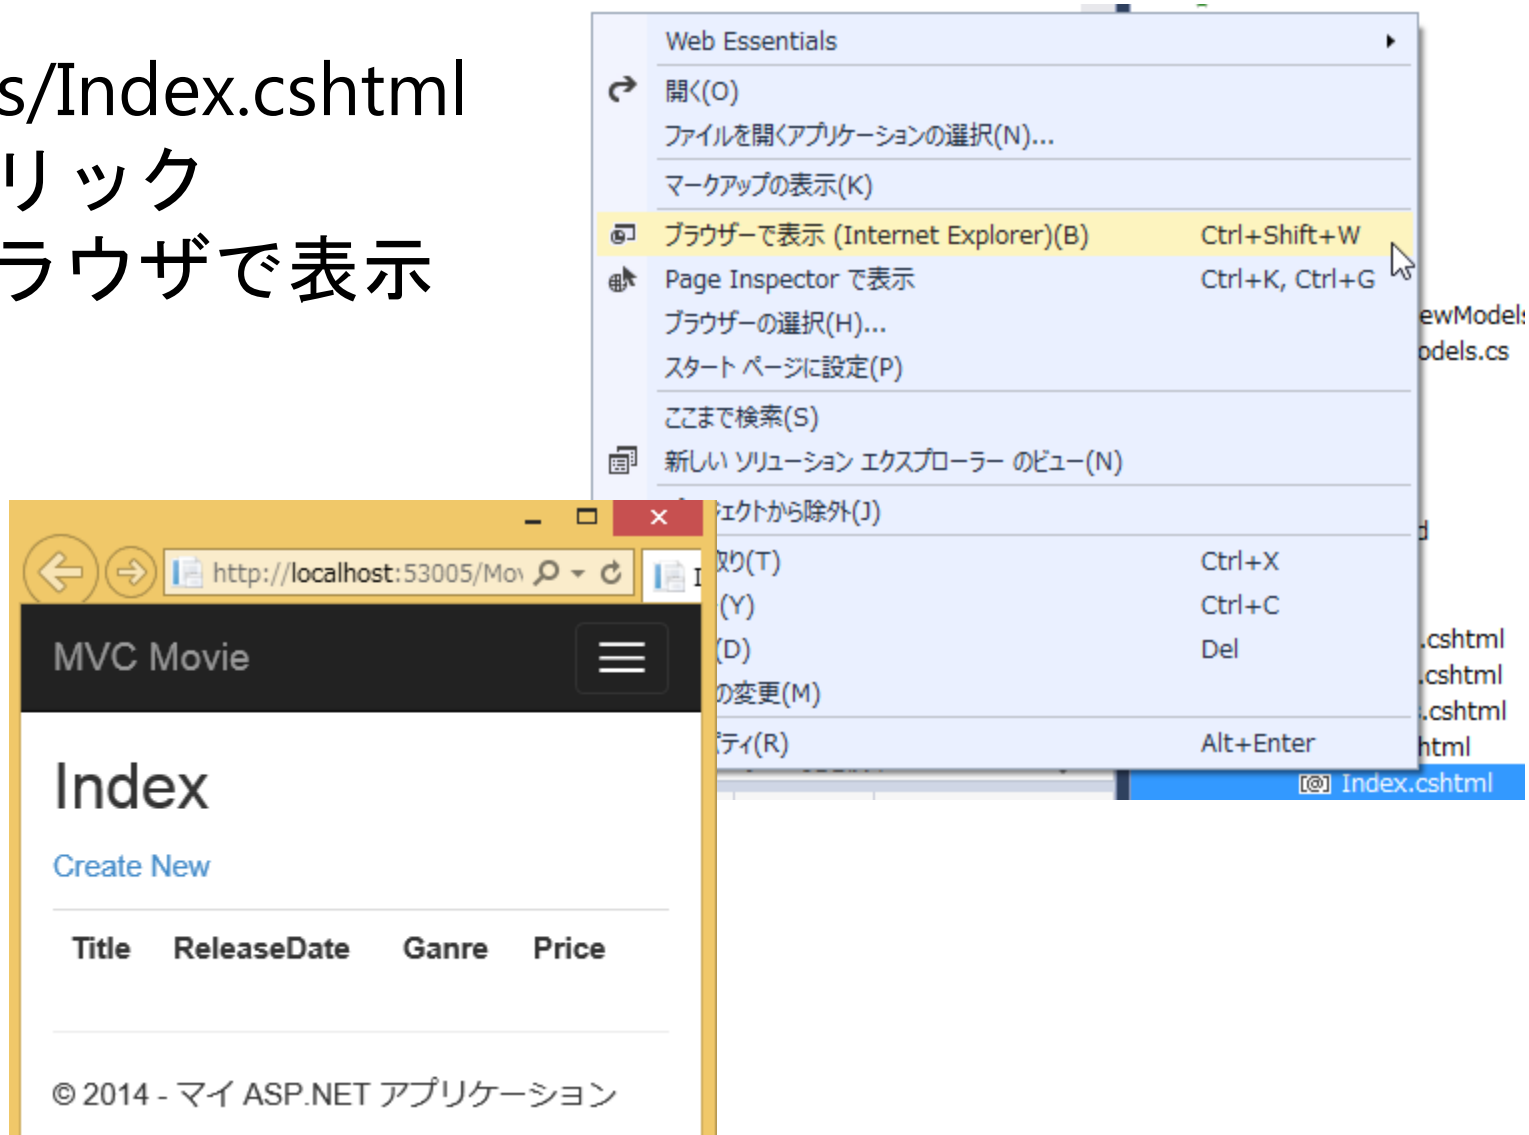 s/Index.cshtml
リック
ラウザで表示
Web Essentials
開く(O)
ファイルを開くアプリケーションの選択(N)...
マークアップの表示(K)
ブラウザーで表示 (Internet Explorer)(B) Ctrl+Shift+W
Page Inspector で表示 Ctrl+K, Ctrl+G
ブラウザーの選択(H)...
スタート ページに設定(P)
ここまで検索(S)
新しい ソリューション エクスプローラー のビュー(N)
ェクトから除外(J)
取り(T) Ctrl+X
(Y) Ctrl+C
(D) Del
の変更(M)
ティ(R) Alt+Enter
ewModels
odels.cs
d
.cshtml
.cshtml
.cshtml
html
[@] Index.cshtml
http://localhost:53005/Mov
I
MVC Movie
Index
Create New
Title ReleaseDate Ganre Price
© 2014 - マイ ASP.NET アプリケーション